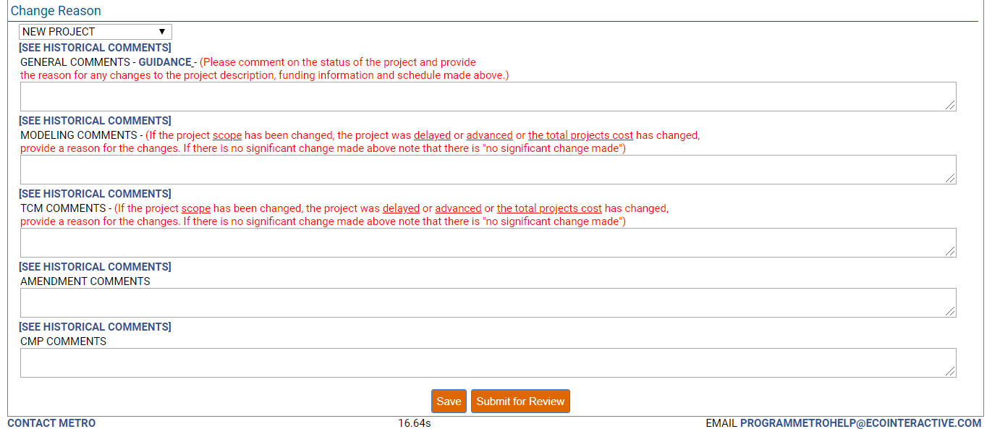 Change Reason
NEW PROJECT
[SEE HISTORICAL COMMENTS]
GENERAL COMMENTS - GUIDANCE - (Please comment on the status of the project and provide
the reason for any changes to the project description, funding information and schedule made above.)
[SEE HISTORICAL COMMENTS]
MODELING COMMENTS - (If the project scope has been changed, the project was delayed or advanced or the total projects cost has changed,
provide a reason for the changes. If there is no significant change made above note that there is "no significant change made")
[SEE HISTORICAL COMMENTS]
TCM COMMENTS - (If the project scope has been changed, the project was delayed or advanced or the total projects cost has changed,
provide a reason for the changes. If there is no significant change made above note that there is "no significant change made")
[SEE HISTORICAL COMMENTS]
AMENDMENT COMMENTS
[SEE HISTORICAL COMMENTS]
CMP COMMENTS
Save Submit for Review
CONTACT METRO 16.64s EMAIL PROGRAMMETROHELP@ECOINTERACTIVE.COM